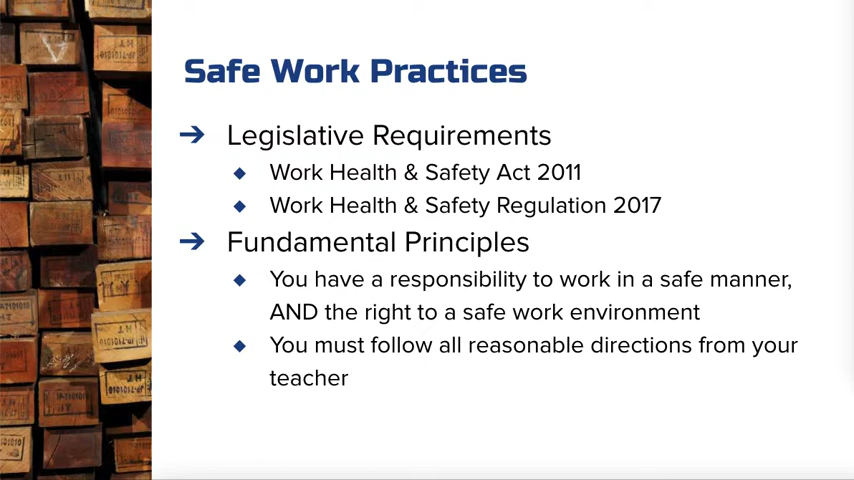 Safe Work Practices
➔ Legislative Requirements
◆ Work Health & Safety Act 2011
◆ Work Health & Safety Regulation 2017
➔ Fundamental Principles
◆ You have a responsibility to work in a safe manner,
AND the right to a safe work environment
◆ You must follow all reasonable directions from your
teacher